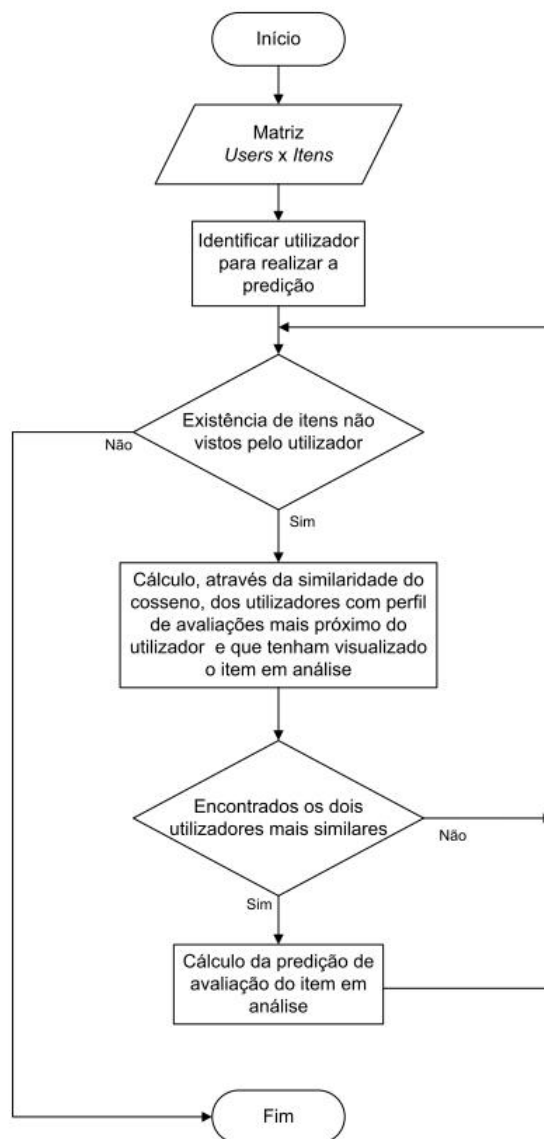 Início
Matriz
Users x Itens
Identificar utilizador
para realizar a
predição
Existência de itens não
vistos pelo utilizador
Não
Sim
Cálculo, através da similaridade do
cosseno, dos utilizadores com perfil
de avaliações mais próximo do
utilizador e que tenham visualizado
o item em análise
Encontrados os dois
utilizadores mais similares
Não
Sim
Cálculo da predição de
avaliação do item em
análise
Fim